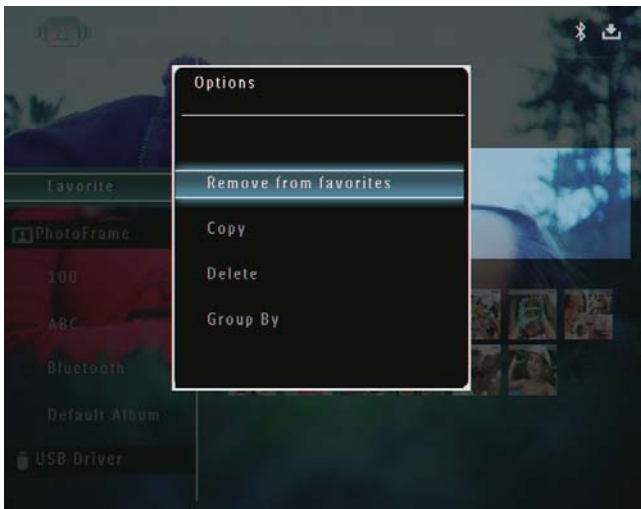 Options
Remove from favorites
Copy
Delete
Group By
Favorite
PhotoFrame
100
ABC
Bluetooth
Default Album
USB Driver